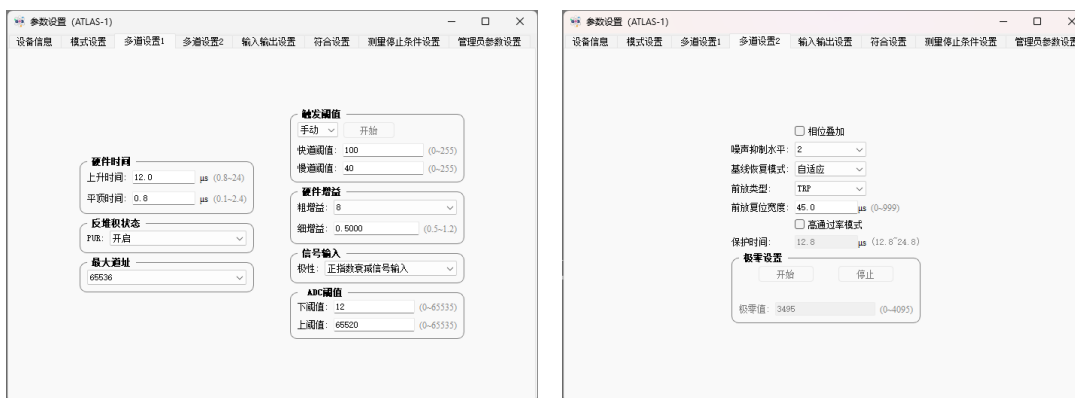 参数设置 (ATLAS-1)
设备信息 模式设置 多道设置1 多道设置2 输入输出设置 符合设置 测量停止条件设置 管理员参数设置
硬件时间
上升时间: 12.0 μs (0.8~24)
平顶时间: 0.8 μs (0.1~2.4)
反堆积状态
PUR: 开启
最大道址
65536
触发阈值
手动 开始
快道阈值: 100 (0~255)
慢道阈值: 40 (0~255)
硬件增益
粗增益: 8
细增益: 0.5000 (0.5~1.2)
信号输入
极性: 正指数衰减信号输入
ADC阈值
下阈值: 12 (0~65535)
上阈值: 65520 (0~65535)
参数设置 (ATLAS-1)
设备信息 模式设置 多道设置1 多道设置2 输入输出设置 符合设置 测量停止条件设置 管理员参数设置
相位叠加
噪声抑制水平: 2
基线恢复模式: 自适应
前放类型: TRP
前放复位宽度: 45.0 μs (0~999)
高通过率模式
保护时间: 12.8 μs (12.8~24.8)
极零设置
开始 停止
极零值: 3495 (0~4095)